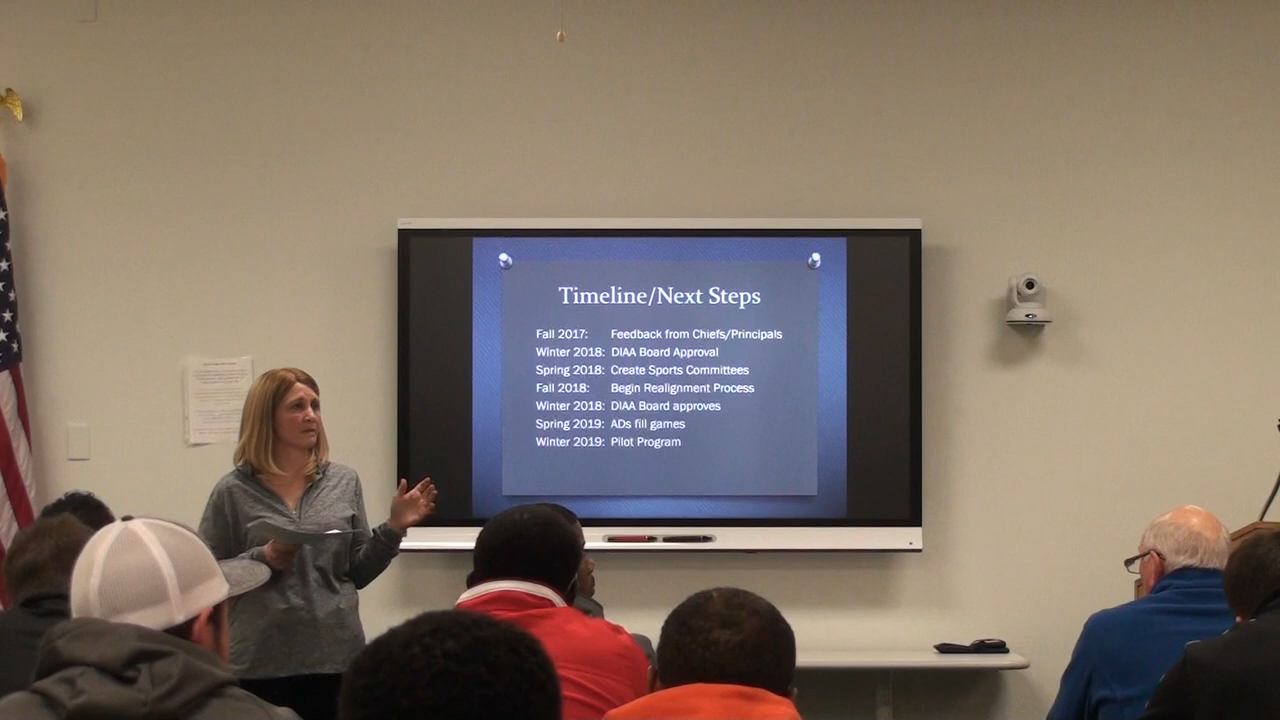 Timeline/Next Steps
Fall 2017: Feedback from Chiefs/Principals
Winter 2018: DIAA Board Approval
Spring 2018: Create Sports Committees
Fall 2018: Begin Realignment Process
Winter 2018: DIAA Board approves
Spring 2019: ADs fill games
Winter 2019: Pilot Program